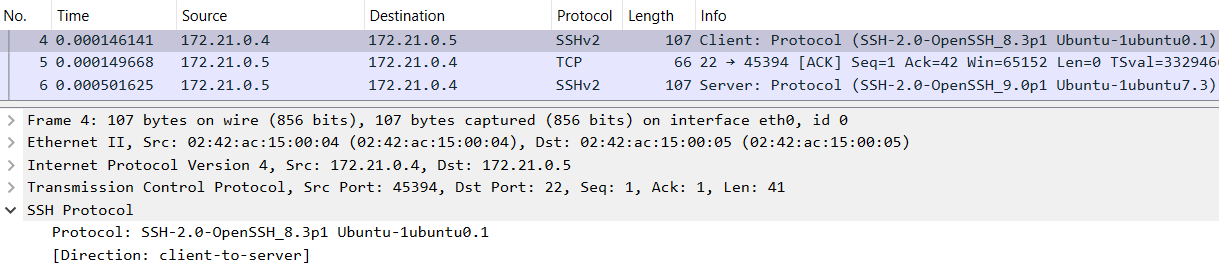 No. Time Source Destination Protocol Length Info
4 0.000146141 172.21.0.4 172.21.0.5 SSHv2 107 Client: Protocol (SSH-2.0-OpenSSH_8.3p1 Ubuntu-1ubuntu0.1)
5 0.000149668 172.21.0.5 172.21.0.4 TCP 66 22 → 45394 [ACK] Seq=1 Ack=42 Win=65152 Len=0 TSval=3329466
6 0.000501625 172.21.0.5 172.21.0.4 SSHv2 107 Server: Protocol (SSH-2.0-OpenSSH_9.0p1 Ubuntu-1ubuntu7.3)
Frame 4: 107 bytes on wire (856 bits), 107 bytes captured (856 bits) on interface eth0, id 0
Ethernet II, Src: 02:42:ac:15:00:04 (02:42:ac:15:00:04), Dst: 02:42:ac:15:00:05 (02:42:ac:15:00:05)
Internet Protocol Version 4, Src: 172.21.0.4, Dst: 172.21.0.5
Transmission Control Protocol, Src Port: 45394, Dst Port: 22, Seq: 1, Ack: 1, Len: 41
SSH Protocol
Protocol: SSH-2.0-OpenSSH_8.3p1 Ubuntu-1ubuntu0.1
[Direction: client-to-server]